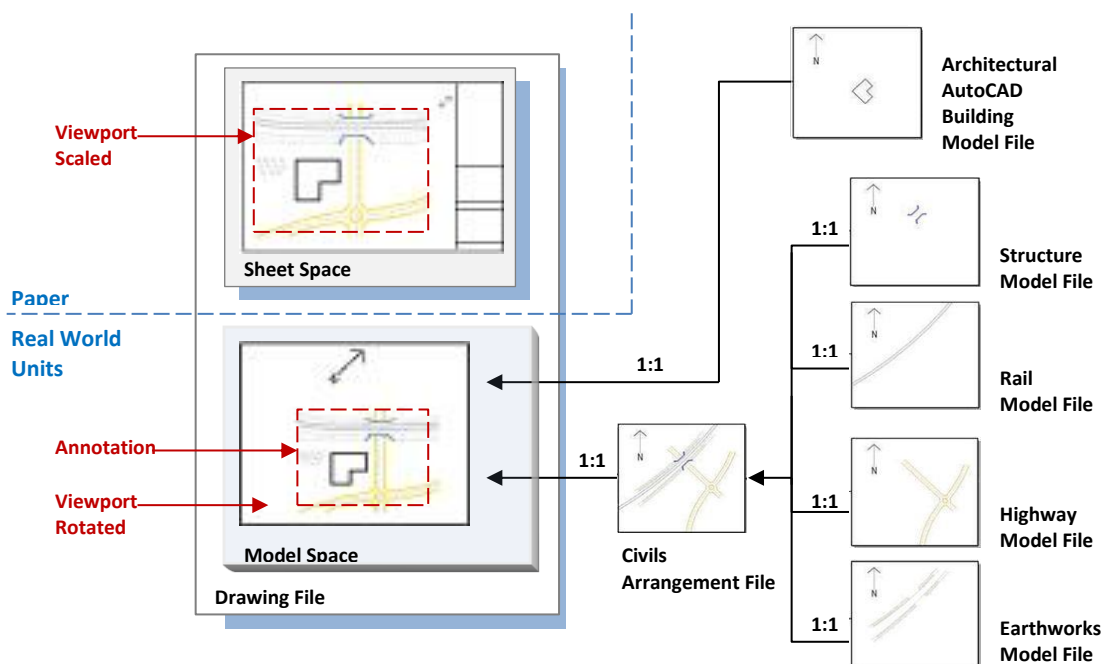 Viewport
Scaled
Sheet Space
Paper
Real World
Units
Annotation
Viewport
Rotated
Model Space
Drawing File
1:1
1:1
Civils
Arrangement File
N
N
Architectural
AutoCAD
Building
Model File
1:1
N
Structure
Model File
1:1
N
Rail
Model File
1:1
N
Highway
Model File
1:1
N
Earthworks
Model File